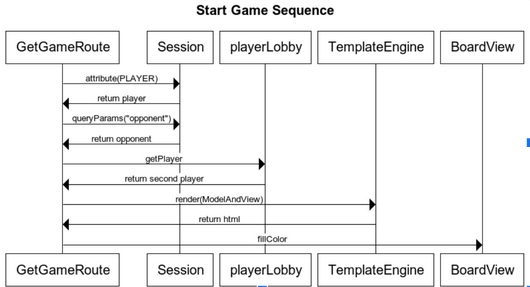 Start Game Sequence
GetGameRoute Session playerLobby TemplateEngine BoardView
attribute(PLAYER)
return player
queryParams("opponent")
return opponent
getPlayer
return second player
render(ModelAndView)
return html
fillColor
GetGameRoute Session playerLobby TemplateEngine BoardView